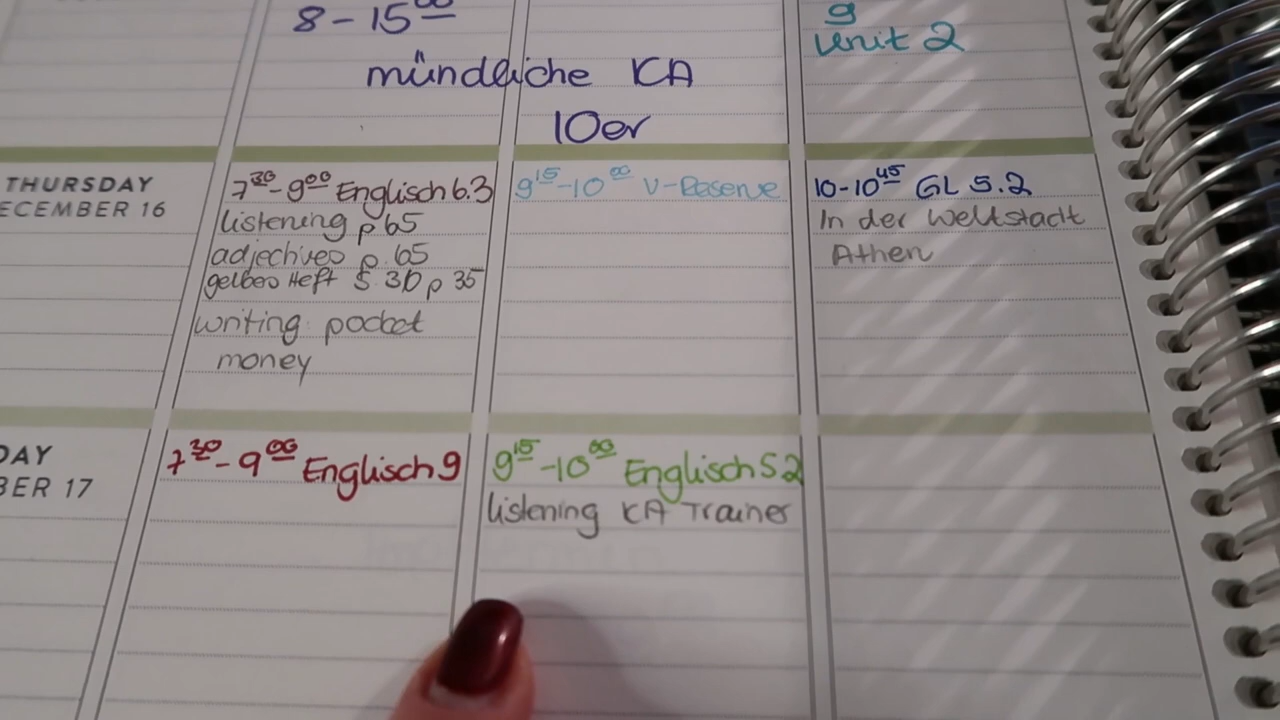 8-15⁰⁰
mündliche KA
10er
9
Unit 2
THURSDAY
ECEMBER 16
7³⁰-9⁰⁰ Englisch 6.3
listening p 65
adjectives p. 65
gelbes Heft S. 30 p 35
writing: pocket
money
9¹⁵-10⁰⁰ V-Reserve
10-10⁴⁵ GL 5.2
In der Weltstadt
Athen
DAY
BER 17
7³⁰-9⁰⁰ Englisch 9
9¹⁵-10⁰⁰ Englisch 5.2
listening KA Trainer